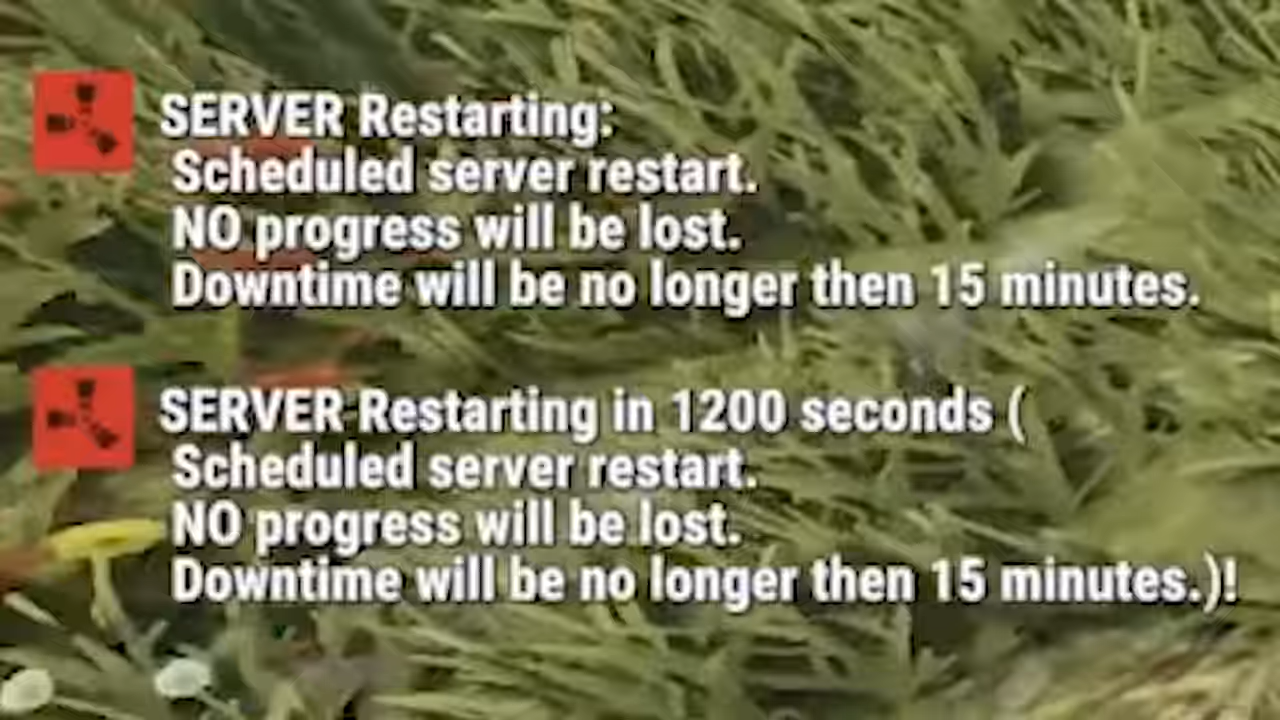 SERVER Restarting:
Scheduled server restart.
NO progress will be lost.
Downtime will be no longer then 15 minutes.
SERVER Restarting in 1200 seconds (
Scheduled server restart.
NO progress will be lost.
Downtime will be no longer then 15 minutes.)!